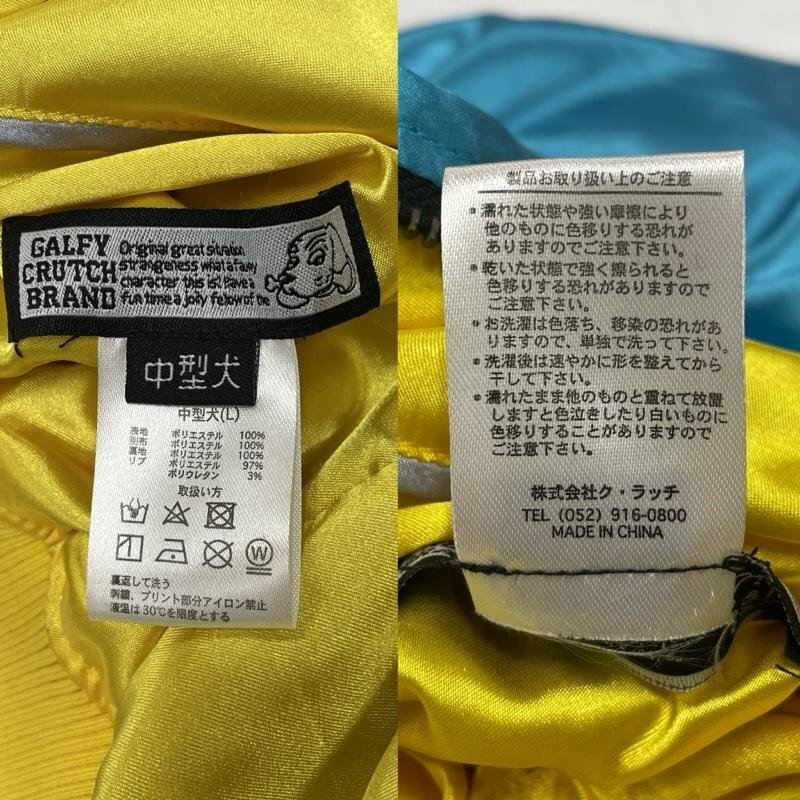 GALFY
CRUTCH
BRAND
Original great situation
strangeness what a fany
character this is. Have a
fun time a jolly fellow of the
中型犬
中型犬(L)
表地 ポリエステル 100%
別布 ポリエステル 100%
裏地 ポリエステル 100%
リブ ポリエステル 97%
ポリウレタン 3%
取扱い方
W
裏返して洗う
刺繍、プリント部分アイロン禁止
液温は30℃を限度とする
製品お取り扱い上のご注意
・濡れた状態や強い摩擦により
他のものに色移りする恐れが
ありますのでご注意下さい。
・乾いた状態で強く擦られると
色移りする恐れがありますので
ご注意下さい。
・お洗濯は色落ち、移染の恐れがあ
りますので、単独で洗って下さい。
・洗濯後は速やかに形を整えてから
干して下さい。
・濡れたまま他のものと重ねて放置
しますと色泣きしたり白いものに
色移りすることがありますので
ご注意下さい。
株式会社ク・ラッチ
TEL (052) 916-0800
MADE IN CHINA